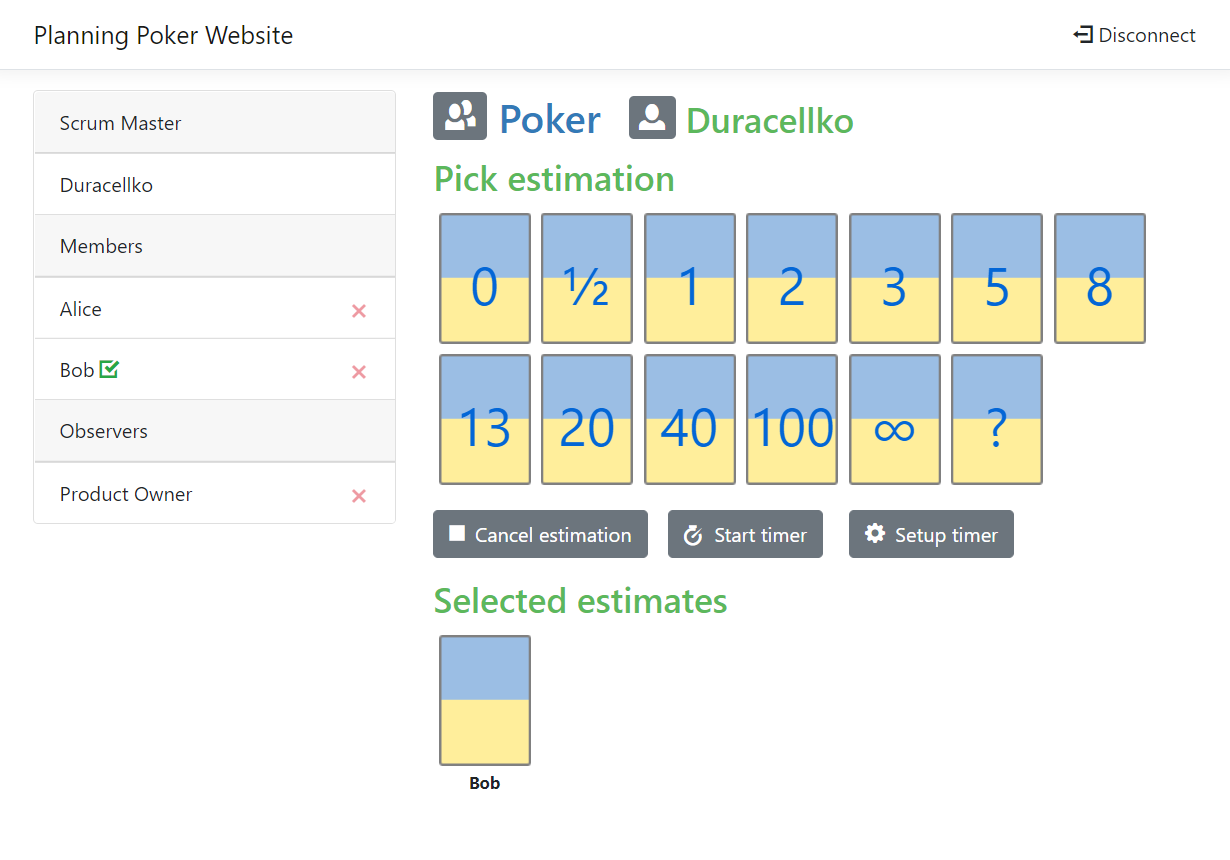 Planning Poker Website
Disconnect
Scrum Master
Duracellko
Members
Alice
Bob
Observers
Product Owner
Poker Duracellko
Pick estimation
0 ½ 1 2 3 5 8
13 20 40 100 ∞ ?
Cancel estimation Start timer Setup timer
Selected estimates
Bob